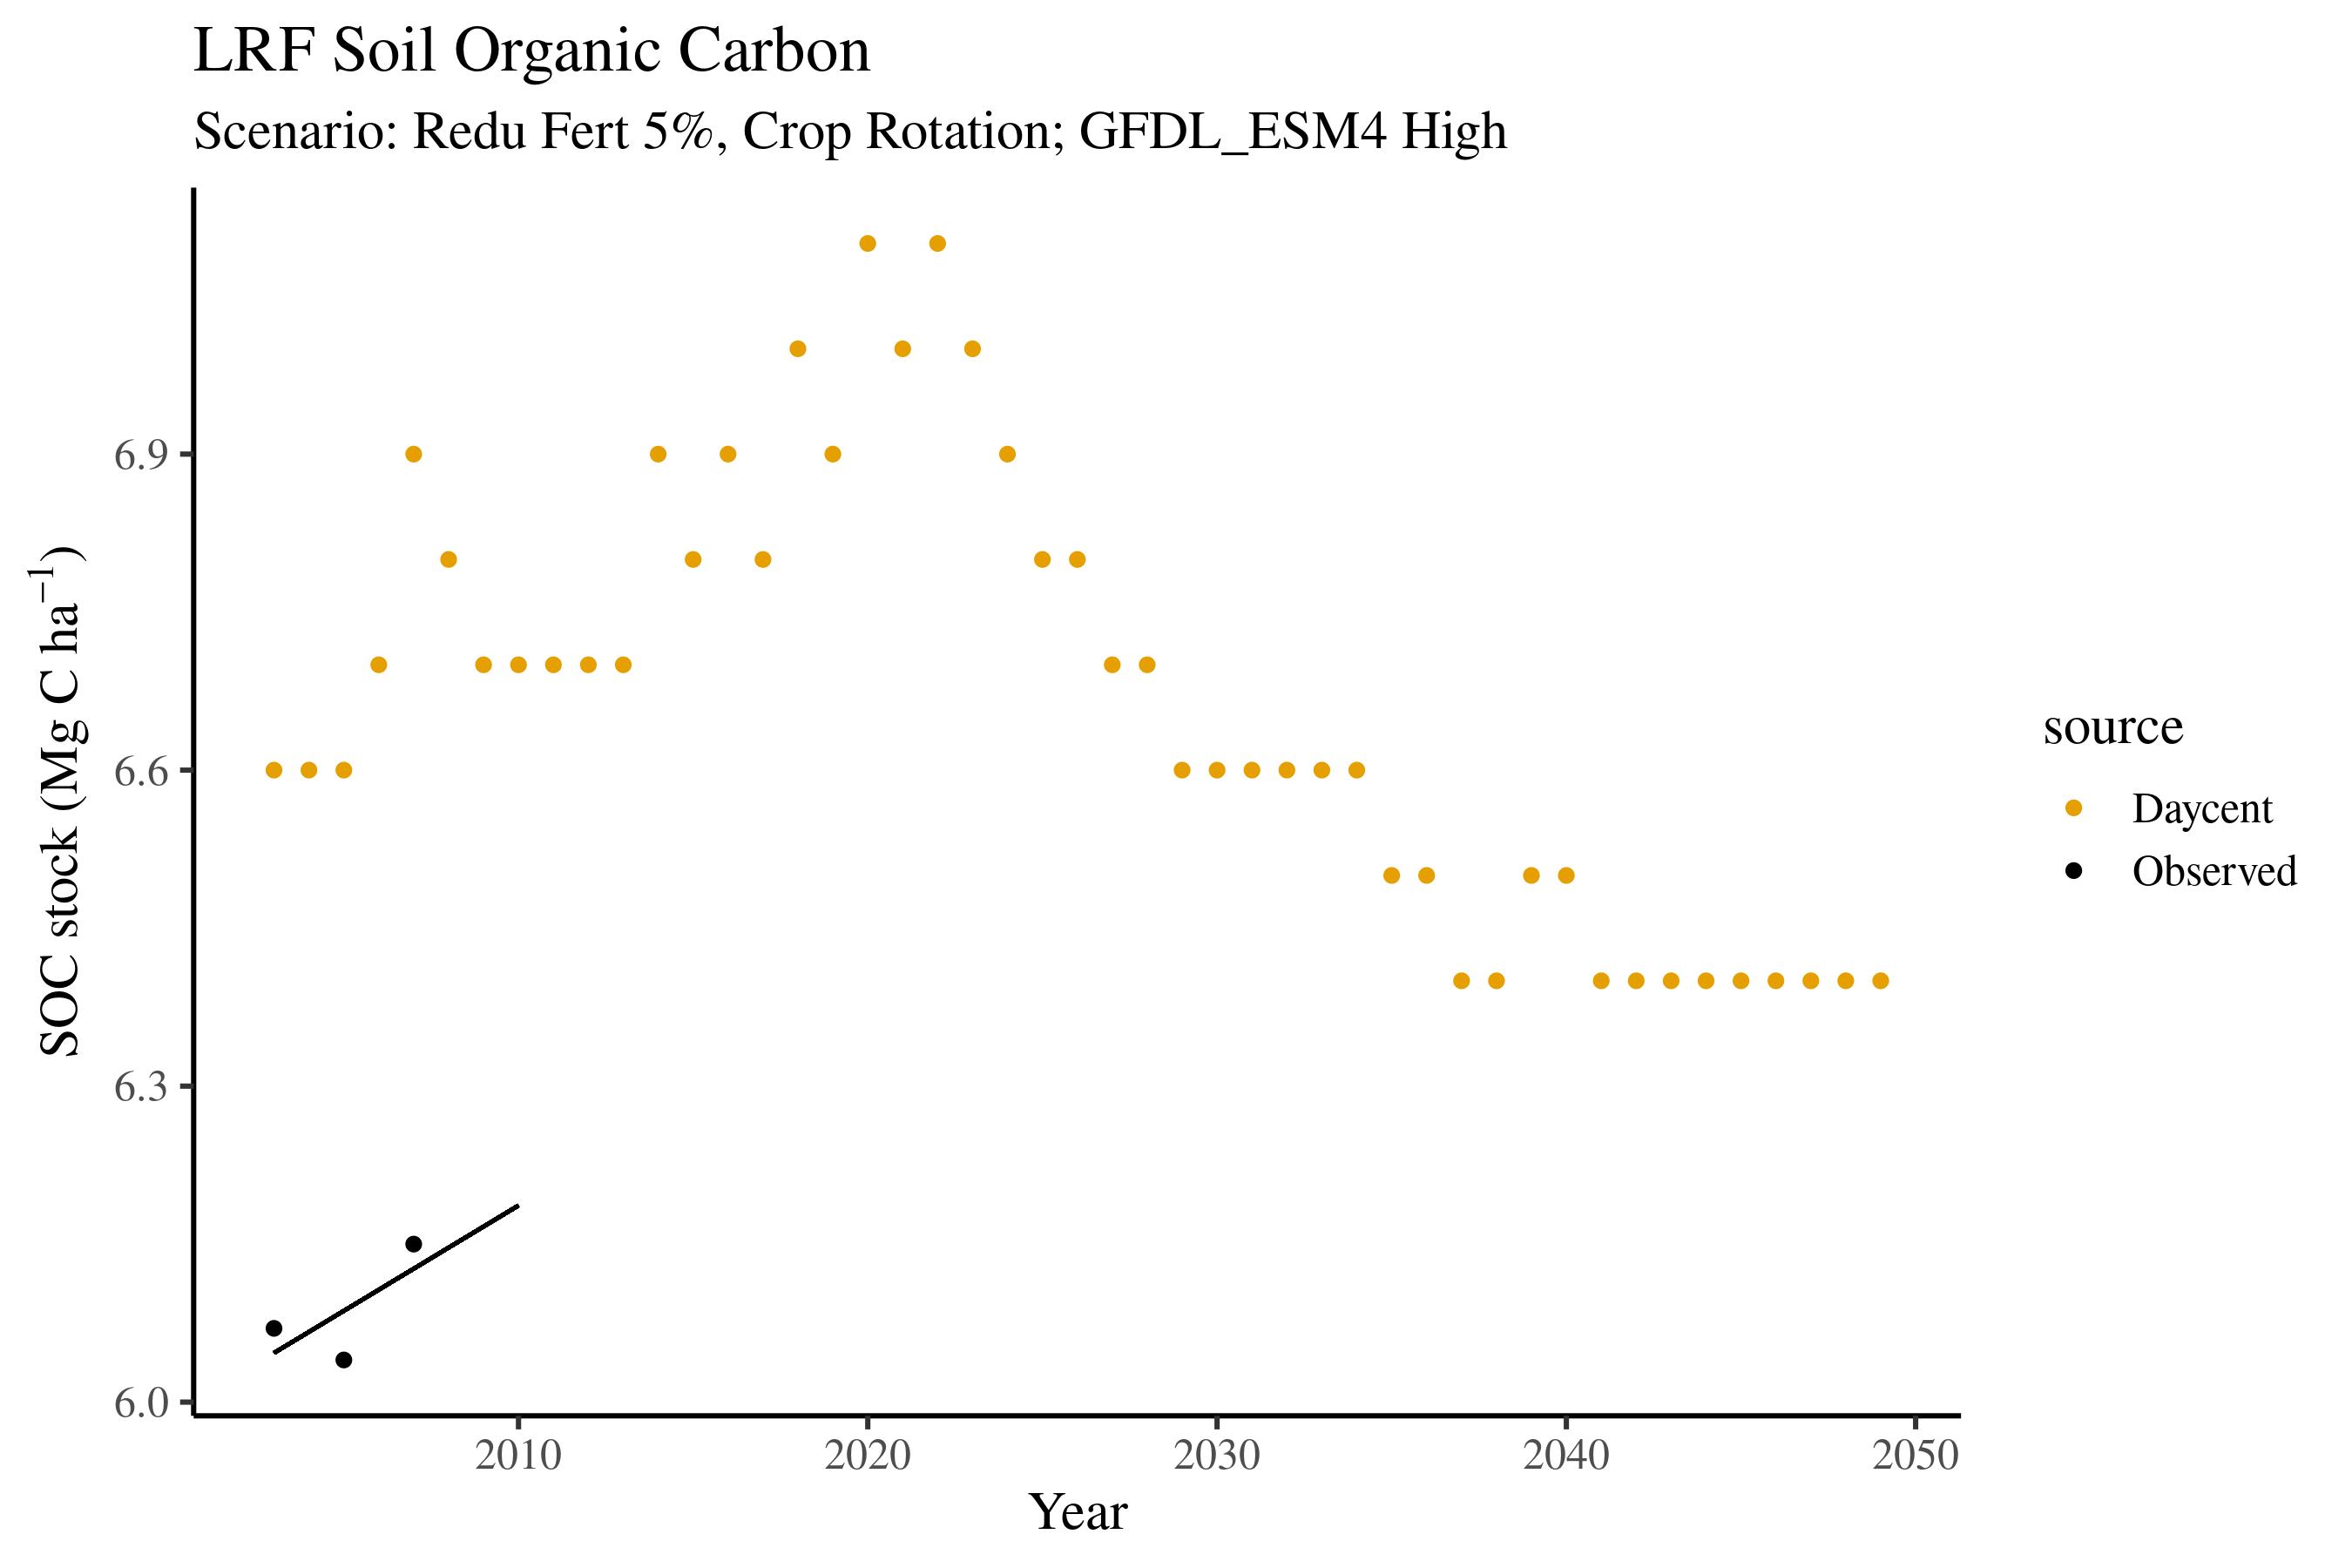 LRF Soil Organic Carbon
Scenario: Redu Fert 5%, Crop Rotation; GFDL_ESM4 High
SOC stock (Mg C ha⁻¹)
6.9
6.6
6.3
6.0
2010 2020 2030 2040 2050
Year
source
Daycent
Observed